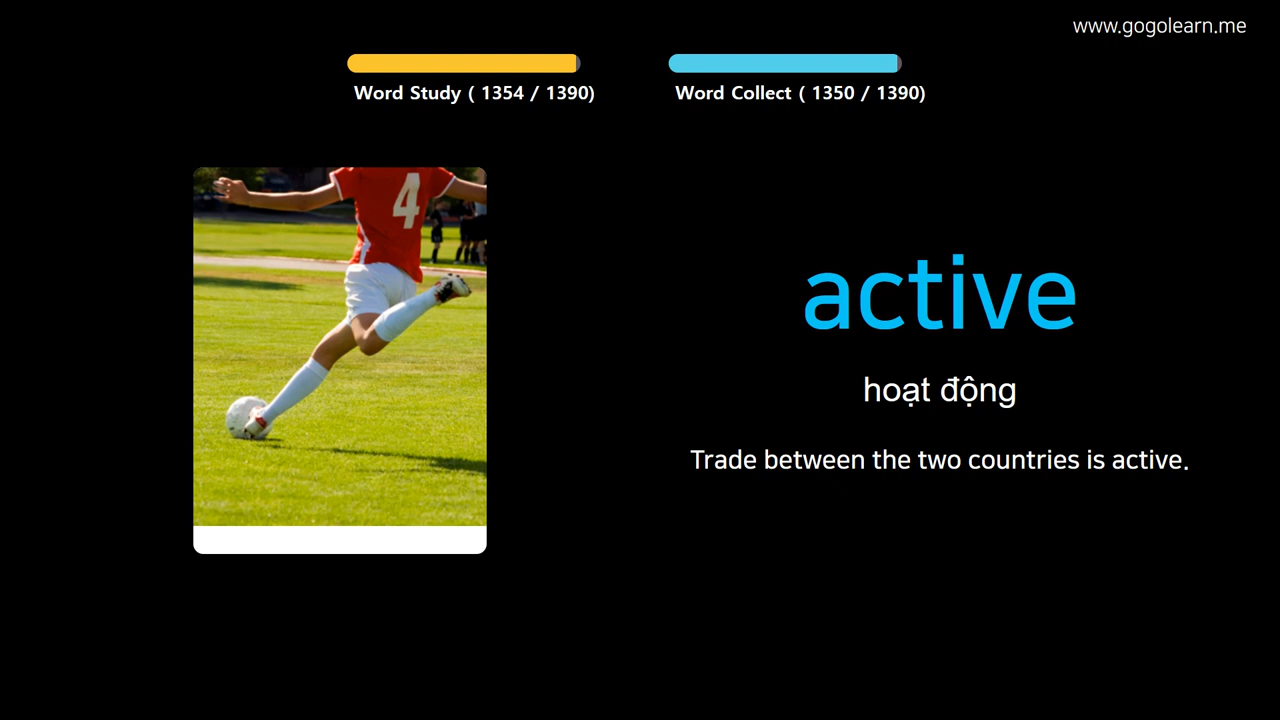 www.gogolearn.me
Word Study ( 1354 / 1390)
Word Collect ( 1350 / 1390)
4
active
hoạt động
Trade between the two countries is active.